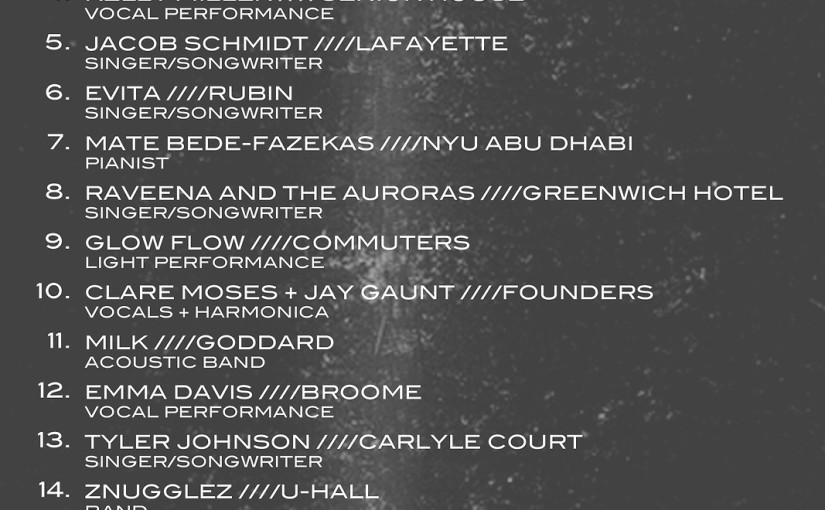 VOCAL PERFORMANCE
5. JACOB SCHMIDT ////LAFAYETTE
SINGER/SONGWRITER
6. EVITA ////RUBIN
SINGER/SONGWRITER
7. MATE BEDE-FAZEKAS ////NYU ABU DHABI
PIANIST
8. RAVEENA AND THE AURORAS ////GREENWICH HOTEL
SINGER/SONGWRITER
9. GLOW FLOW ////COMMUTERS
LIGHT PERFORMANCE
10. CLARE MOSES + JAY GAUNT ////FOUNDERS
VOCALS + HARMONICA
11. MILK ////GODDARD
ACOUSTIC BAND
12. EMMA DAVIS ////BROOME
VOCAL PERFORMANCE
13. TYLER JOHNSON ////CARLYLE COURT
SINGER/SONGWRITER
14. ZNUGGLEZ ////U-HALL
BAND